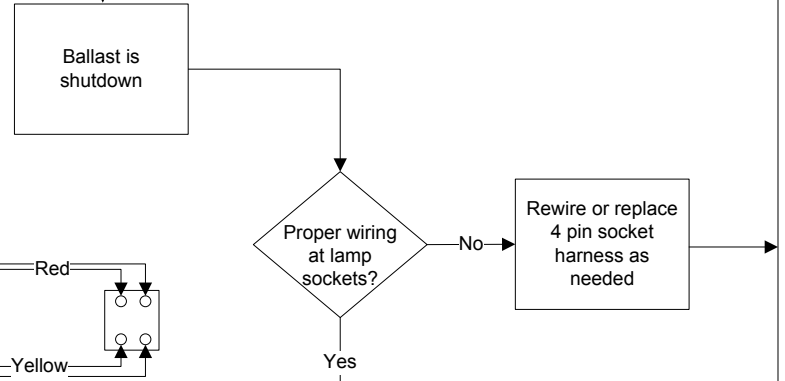 Ballast is
shutdown
Proper wiring
at lamp
sockets?
No
Rewire or replace
4 pin socket
harness as
needed
Red
Yellow
Yes